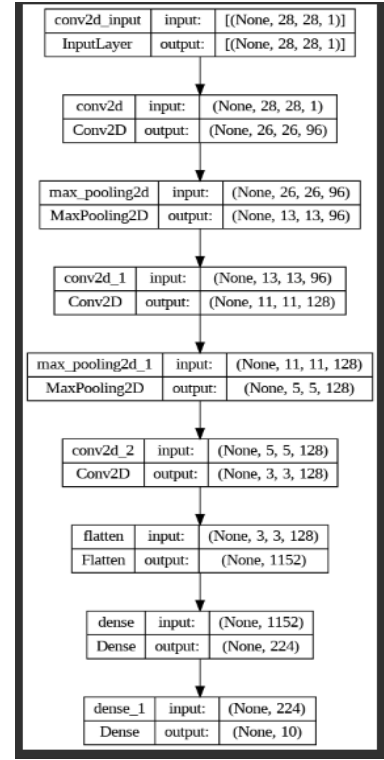 conv2d_input input: [(None, 28, 28, 1)]
InputLayer output: [(None, 28, 28, 1)]
conv2d input: (None, 28, 28, 1)
Conv2D output: (None, 26, 26, 96)
max_pooling2d input: (None, 26, 26, 96)
MaxPooling2D output: (None, 13, 13, 96)
conv2d_1 input: (None, 13, 13, 96)
Conv2D output: (None, 11, 11, 128)
max_pooling2d_1 input: (None, 11, 11, 128)
MaxPooling2D output: (None, 5, 5, 128)
conv2d_2 input: (None, 5, 5, 128)
Conv2D output: (None, 3, 3, 128)
flatten input: (None, 3, 3, 128)
Flatten output: (None, 1152)
dense input: (None, 1152)
Dense output: (None, 224)
dense_1 input: (None, 224)
Dense output: (None, 10)